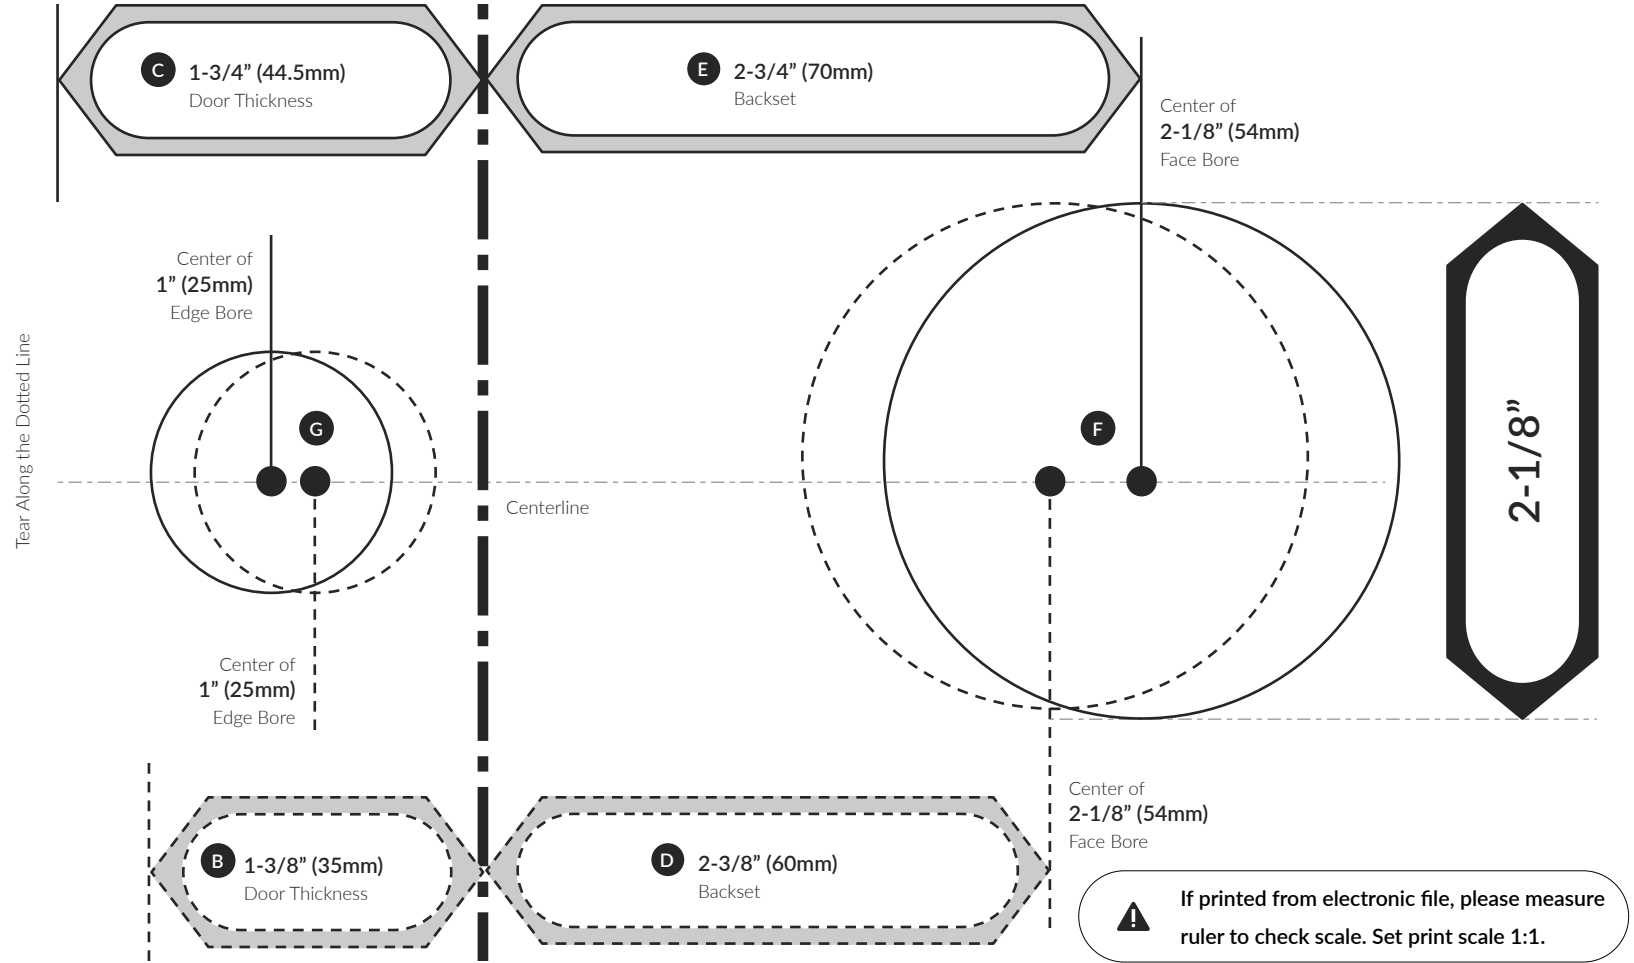 C
1-3/4” (44.5mm)
Door Thickness
E
2-3/4” (70mm)
Backset
Center of
2-1/8” (54mm)
Face Bore
Center of
1” (25mm)
Edge Bore
Tear Along the Dotted Line
G
F
2-1/8”
Centerline
Center of
1” (25mm)
Edge Bore
B
1-3/8” (35mm)
Door Thickness
D
2-3/8” (60mm)
Backset
Center of
2-1/8” (54mm)
Face Bore
If printed from electronic file, please measure
ruler to check scale. Set print scale 1:1.